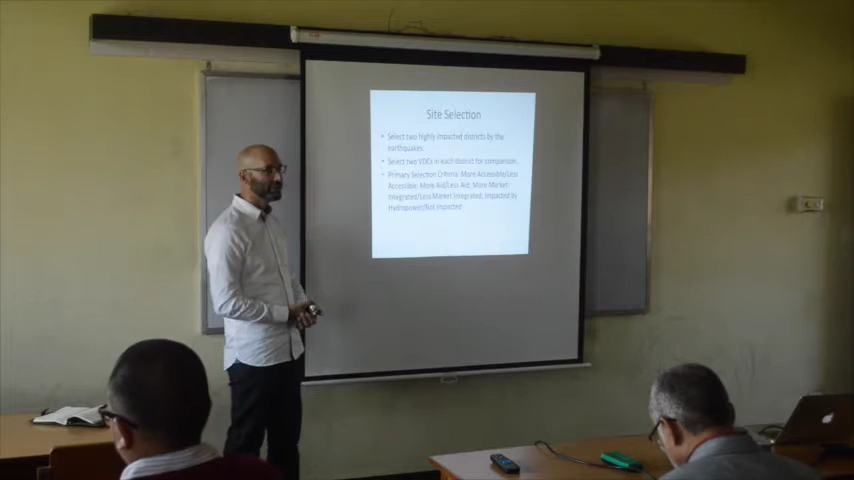 Site Selection
• Select two highly impacted districts by the
earthquakes.
• Select two VDCs in each district for comparison.
• Primary Selection Criteria: More Accessible/Less
Accessible; More Aid/Less Aid; More Market
Integrated/Less Market Integrated; Impacted by
Hydropower/Not Impacted